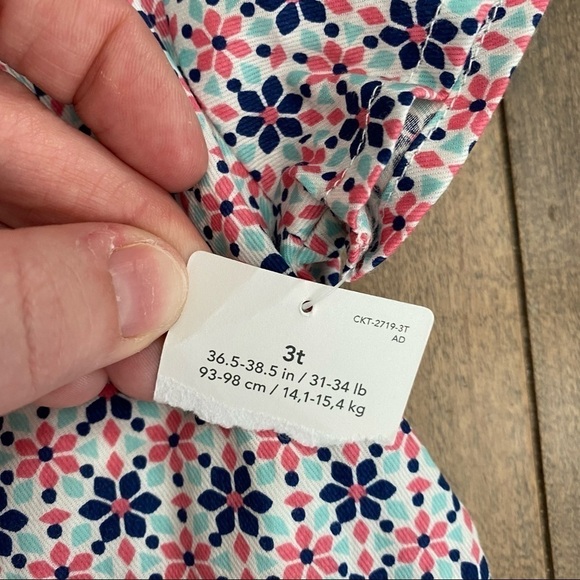 CKT-2719-3T
AD
3t
36.5-38.5 in / 31-34 lb
93-98 cm / 14,1-15,4 kg